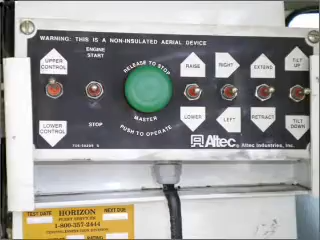 WARNING: THIS IS A NON-INSULATED AERIAL DEVICE
UPPER CONTROL
ENGINE START
RELEASE TO STOP
RAISE
RIGHT
EXTEND
TILT UP
LOWER CONTROL
STOP
MASTER
PUSH TO OPERATE
LOWER
LEFT
RETRACT
TILT DOWN
Altec® Altec Industries, Inc.
TEST DATE
HORIZON
NEXT DUE
1-800-357-2444
RATING